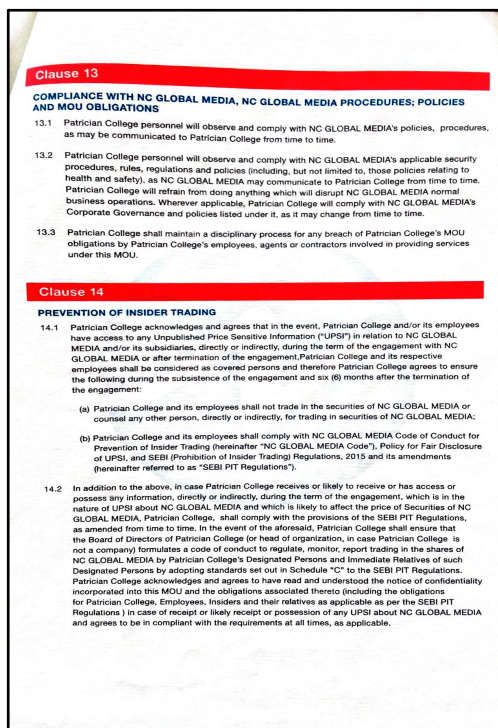 Clause 13
COMPLIANCE WITH NC GLOBAL MEDIA, NC GLOBAL MEDIA PROCEDURES; POLICIES
AND MOU OBLIGATIONS
13.1 Patrician College personnel will observe and comply with NC GLOBAL MEDIA's policies, procedures,
as may be communicated to Patrician College from time to time.
13.2 Patrician College personnel will observe and comply with NC GLOBAL MEDIA's applicable security
procedures, rules, regulations and policies (including, but not limited to, those policies relating to
health and safety), as NC GLOBAL MEDIA may communicate to Patrician College from time to time.
Patrician College will refrain from doing anything which will disrupt NC GLOBAL MEDIA normal
business operations. Wherever applicable, Patrician College will comply with NC GLOBAL MEDIA's
Corporate Governance and policies listed under it, as it may change from time to time.
13.3 Patrician College shall maintain a disciplinary process for any breach of Patrician College's MOU
obligations by Patrician College's employees, agents or contractors involved in providing services
under this MOU.
Clause 14
PREVENTION OF INSIDER TRADING
14.1 Patrician College acknowledges and agrees that in the event, Patrician College and/or its employees
have access to any Unpublished Price Sensitive Information ("UPSI") in relation to NC GLOBAL
MEDIA and/or its subsidiaries, directly or indirectly, during the term of the engagement with NC
GLOBAL MEDIA or after termination of the engagement,Patrician College and its respective
employees shall be considered as covered persons and therefore Patrician College agrees to ensure
the following during the subsistence of the engagement and six (6) months after the termination of
the engagement:
(a) Patrician College and its employees shall not trade in the securities of NC GLOBAL MEDIA or
counsel any other person, directly or indirectly, for trading in securities of NC GLOBAL MEDIA;
(b) Patrician College and its employees shall comply with NC GLOBAL MEDIA Code of Conduct for
Prevention of Insider Trading (hereinafter "NC GLOBAL MEDIA Code"), Policy for Fair Disclosure
of UPSI, and SEBI (Prohibition of Insider Trading) Regulations, 2015 and its amendments
(hereinafter referred to as "SEBI PIT Regulations").
14.2 In addition to the above, in case Patrician College receives or likely to receive or has access or
possess any information, directly or indirectly, during the term of the engagement, which is in the
nature of UPSI about NC GLOBAL MEDIA and which is likely to affect the price of Securities of NC
GLOBAL MEDIA, Patrician College, shall comply with the provisions of the SEBI PIT Regulations,
as amended from time to time. In the event of the aforesaid, Patrician College shall ensure that
the Board of Directors of Patrician College (or head of organization, in case Patrician College is
not a company) formulates a code of conduct to regulate, monitor, report trading in the shares of
NC GLOBAL MEDIA by Patrician College's Designated Persons and Immediate Relatives of such
Designated Persons by adopting standards set out in Schedule "C" to the SEBI PIT Regulations.
Patrician College acknowledges and agrees to have read and understood the notice of confidentiality
incorporated into this MOU and the obligations associated thereto (including the obligations
for Patrician College, Employees, Insiders and their relatives as applicable as per the SEBI PIT
Regulations ) in case of receipt or likely receipt or possession of any UPSI about NC GLOBAL MEDIA
and agrees to be in compliant with the requirements at all times, as applicable.